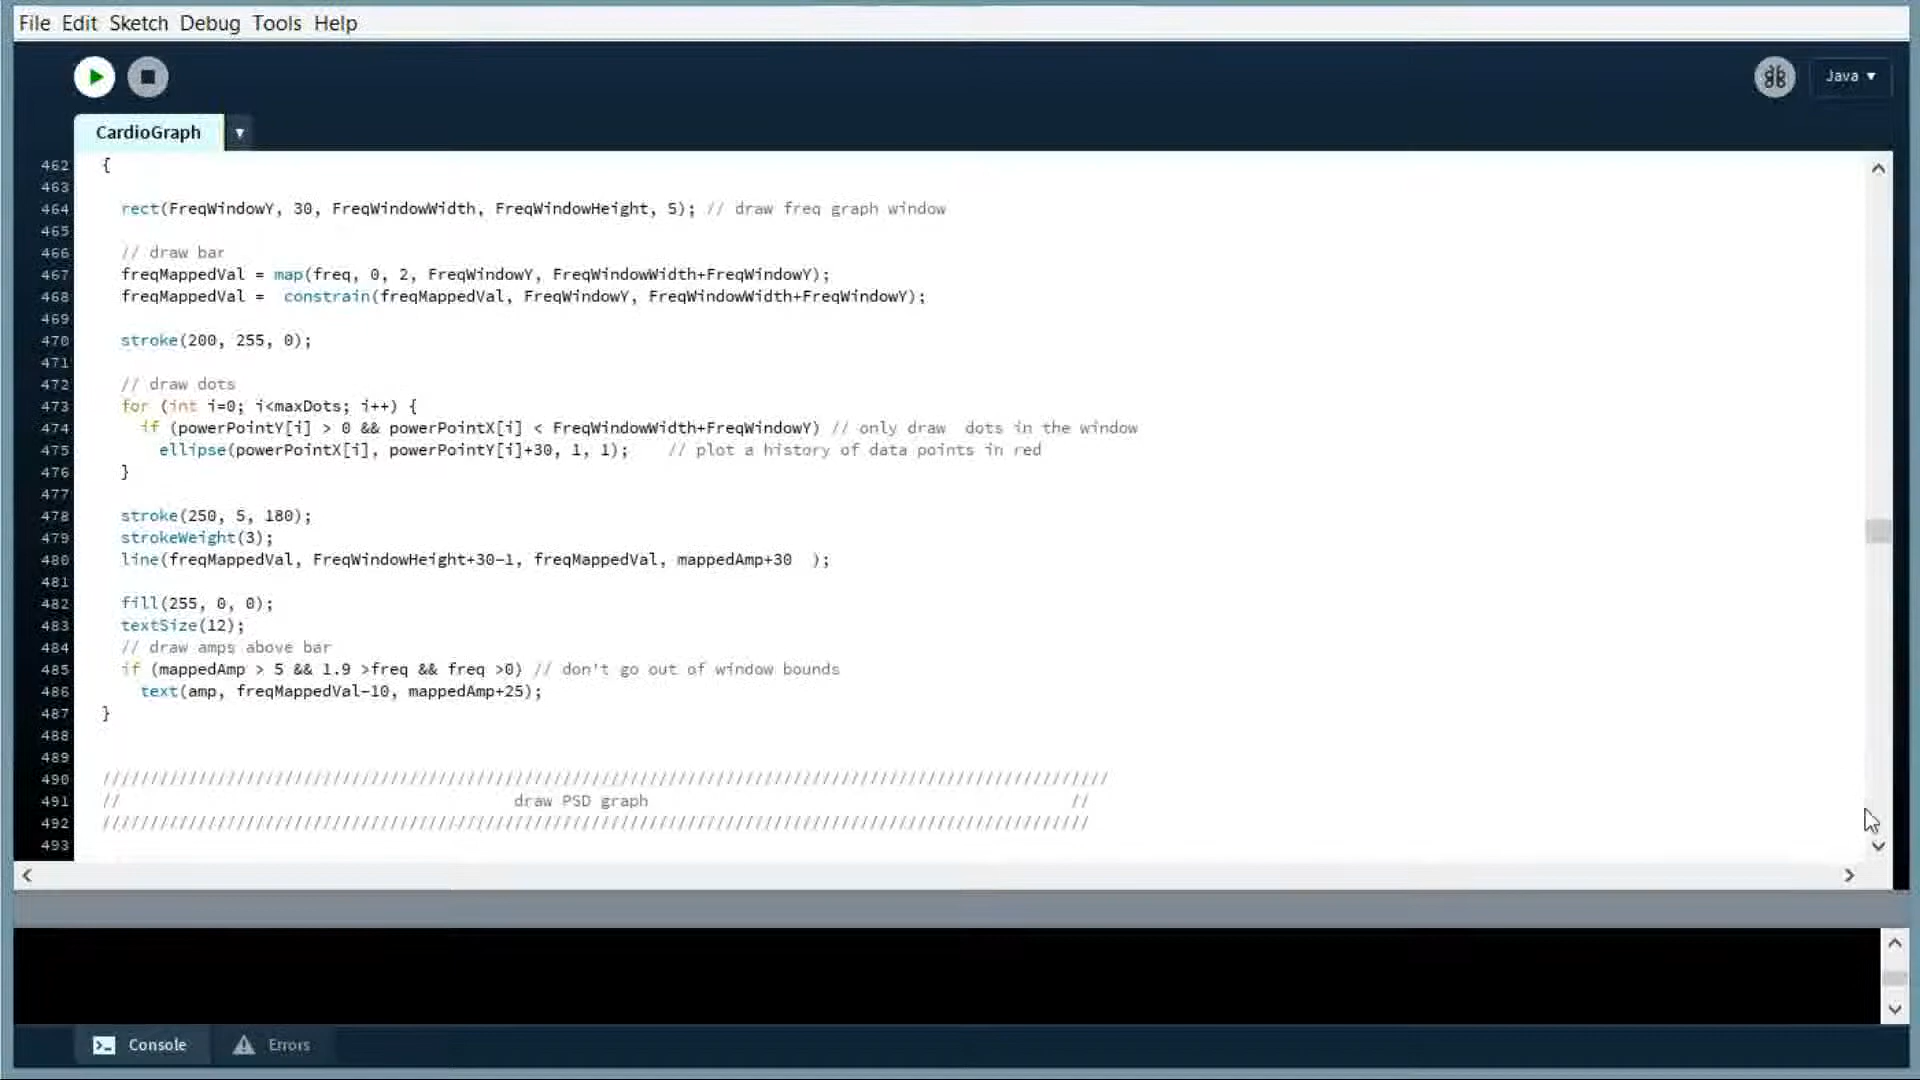 File Edit Sketch Debug Tools Help
Java ▼
CardioGraph ▼
462 {
463
464 rect(FreqWindowY, 30, FreqWindowWidth, FreqWindowHeight, 5); // draw freq graph window
465
466 // draw bar
467 freqMappedVal = map(freq, 0, 2, FreqWindowY, FreqWindowWidth+FreqWindowY);
468 freqMappedVal =  constrain(freqMappedVal, FreqWindowY, FreqWindowWidth+FreqWindowY);
469
470 stroke(200, 255, 0);
471
472 // draw dots
473 for (int i=0; i<maxDots; i++) {
474 if (powerPointY[i] > 0 && powerPointX[i] < FreqWindowWidth+FreqWindowY) // only draw  dots in the window
475 ellipse(powerPointX[i], powerPointY[i]+30, 1, 1);    // plot a history of data points in red
476 }
477
478 stroke(250, 5, 180);
479 strokeWeight(3);
480 line(freqMappedVal, FreqWindowHeight+30-1, freqMappedVal, mappedAmp+30  );
481
482 fill(255, 0, 0);
483 textSize(12);
484 // draw amps above bar
485 if (mappedAmp > 5 && 1.9 >freq && freq >0) // don't go out of window bounds
486 text(amp, freqMappedVal-10, mappedAmp+25);
487 }
488
489
490 /////////////////////////////////////////////////////////////////////////////////////////////////////////
491 // draw PSD graph //
492 ///////////////////////////////////////////////////////////////////////////////////////////////////////
493
Console Errors